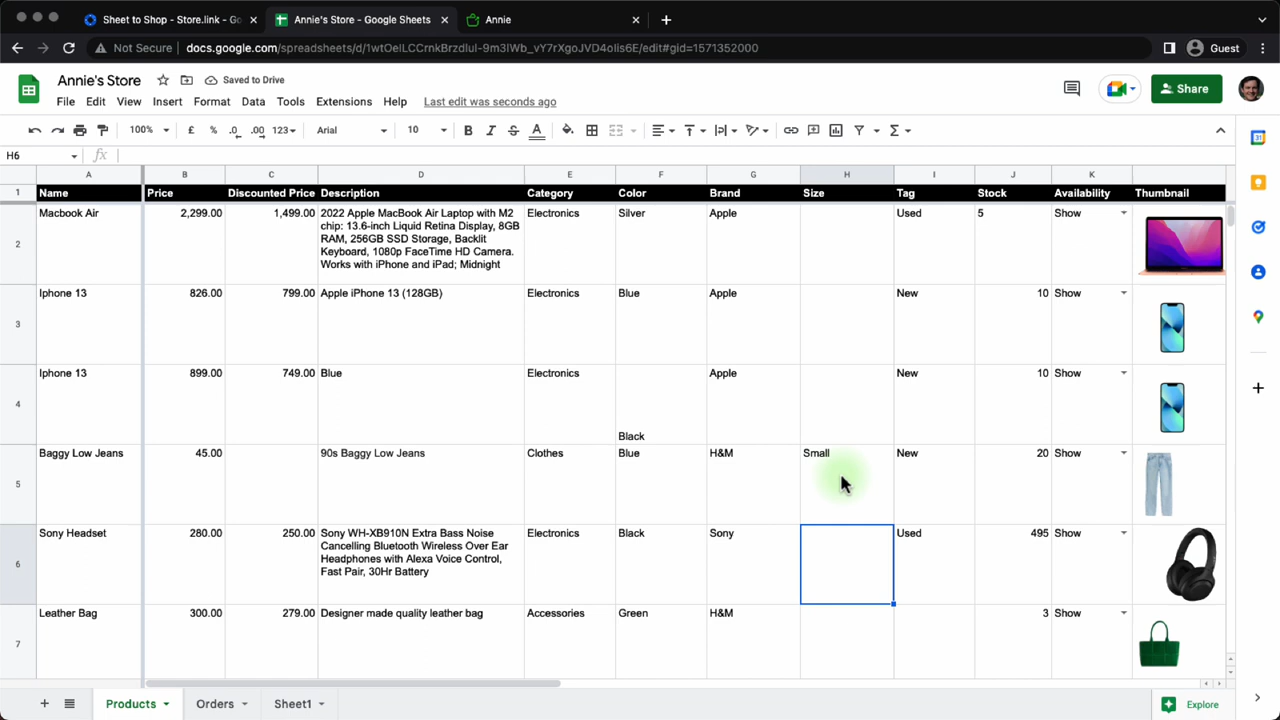 Sheet to Shop - Store.link - Go
Annie's Store - Google Sheets
Annie
Not Secure
docs.google.com/spreadsheets/d/1wtOeILCCrnkBrzdlul-9m3IWb_vY7rXgoJVD4oIis6E/edit#gid=1571352000
Guest
Annie's Store
Saved to Drive
File Edit View Insert Format Data Tools Extensions Help Last edit was seconds ago
Share
100% £ % .0 .00 123 Arial 10
H6 fx
A B C D E F G H I J K
1 Name Price Discounted Price Description Category Color Brand Size Tag Stock Availability Thumbnail
2 Macbook Air 2,299.00 1,499.00 2022 Apple MacBook Air Laptop with M2 Electronics Silver Apple Used 5 Show
chip: 13.6-inch Liquid Retina Display, 8GB
RAM, 256GB SSD Storage, Backlit
Keyboard, 1080p FaceTime HD Camera.
Works with iPhone and iPad; Midnight
3 Iphone 13 826.00 799.00 Apple iPhone 13 (128GB) Electronics Blue Apple New 10 Show
4 Iphone 13 899.00 749.00 Blue Electronics Black Apple New 10 Show
5 Baggy Low Jeans 45.00 90s Baggy Low Jeans Clothes Blue H&M Small New 20 Show
6 Sony Headset 280.00 250.00 Sony WH-XB910N Extra Bass Noise Electronics Black Sony Used 495 Show
Cancelling Bluetooth Wireless Over Ear
Headphones with Alexa Voice Control,
Fast Pair, 30Hr Battery
7 Leather Bag 300.00 279.00 Designer made quality leather bag Accessories Green H&M 3 Show
Products Orders Sheet1
Explore